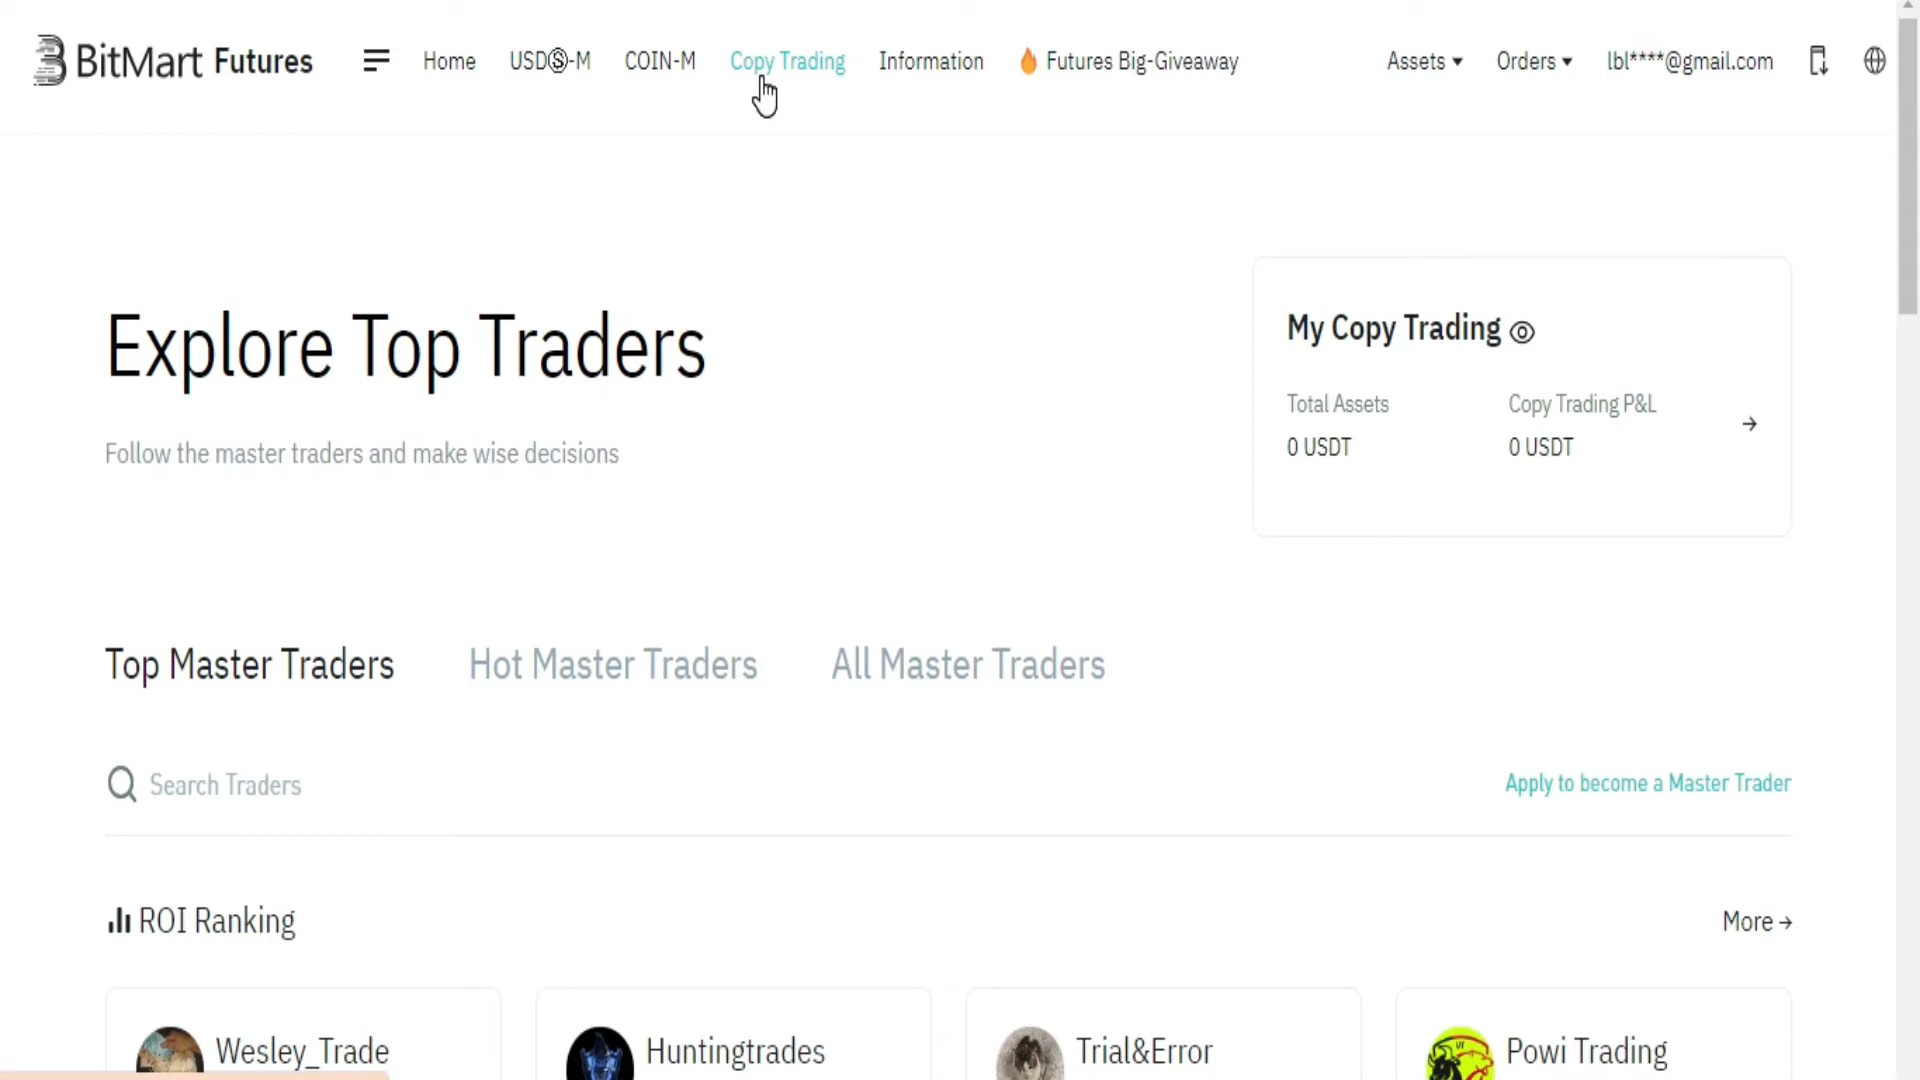 BitMart Futures Home USDⓈ-M COIN-M Copy Trading Information Futures Big-Giveaway Assets Orders lbl****@gmail.com
Explore Top Traders
Follow the master traders and make wise decisions
My Copy Trading
Total Assets Copy Trading P&L
0 USDT 0 USDT
Top Master Traders Hot Master Traders All Master Traders
Search Traders Apply to become a Master Trader
ROI Ranking More
Wesley_Trade Huntingtrades Trial&Error Powi Trading